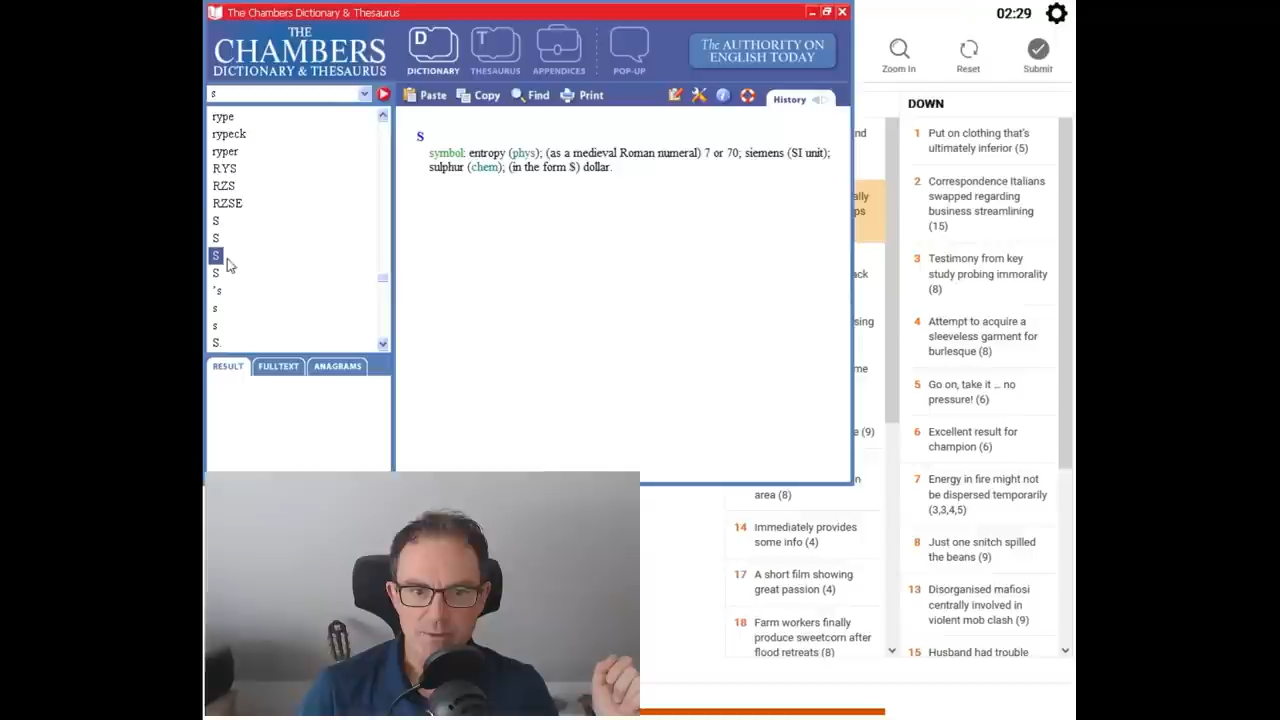 The Chambers Dictionary & Thesaurus
02:29
THE
CHAMBERS
DICTIONARY & THESAURUS
D
DICTIONARY
T
THESAURUS
APPENDICES
POP-UP
The AUTHORITY ON
ENGLISH TODAY
Zoom In
Reset
Submit
s
Paste
Copy
Find
Print
History
rype
rypeck
ryper
RYS
RZS
RZSE
S
S
S
S
's
s
s
S.
RESULT
FULLTEXT
ANAGRAMS
S
symbol: entropy (phys); (as a medieval Roman numeral) 7 or 70; siemens (SI unit);
sulphur (chem); (in the form $) dollar.
nd
ally
ps
ack
sing
me
e (9)
n
area (8)
14 Immediately provides
some info (4)
17 A short film showing
great passion (4)
18 Farm workers finally
produce sweetcorn after
flood retreats (8)
DOWN
1 Put on clothing that's
ultimately inferior (5)
2 Correspondence Italians
swapped regarding
business streamlining
(15)
3 Testimony from key
study probing immorality
(8)
4 Attempt to acquire a
sleeveless garment for
burlesque (8)
5 Go on, take it ... no
pressure! (6)
6 Excellent result for
champion (6)
7 Energy in fire might not
be dispersed temporarily
(3,3,4,5)
8 Just one snitch spilled
the beans (9)
13 Disorganised mafiosi
centrally involved in
violent mob clash (9)
15 Husband had trouble